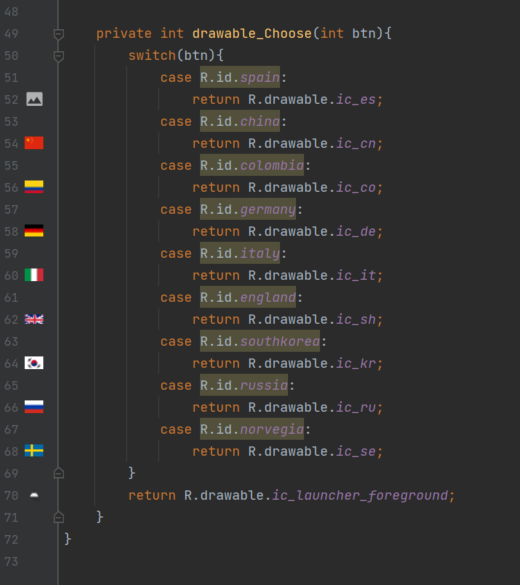 48
49 private int drawable_Choose(int btn){
50 switch(btn){
51 case R.id.spain:
52 return R.drawable.ic_es;
53 case R.id.china:
54 return R.drawable.ic_cn;
55 case R.id.colombia:
56 return R.drawable.ic_co;
57 case R.id.germany:
58 return R.drawable.ic_de;
59 case R.id.italy:
60 return R.drawable.ic_it;
61 case R.id.england:
62 return R.drawable.ic_sh;
63 case R.id.southkorea:
64 return R.drawable.ic_kr;
65 case R.id.russia:
66 return R.drawable.ic_ru;
67 case R.id.norvegia:
68 return R.drawable.ic_se;
69 }
70 return R.drawable.ic_launcher_foreground;
71 }
72 }
73